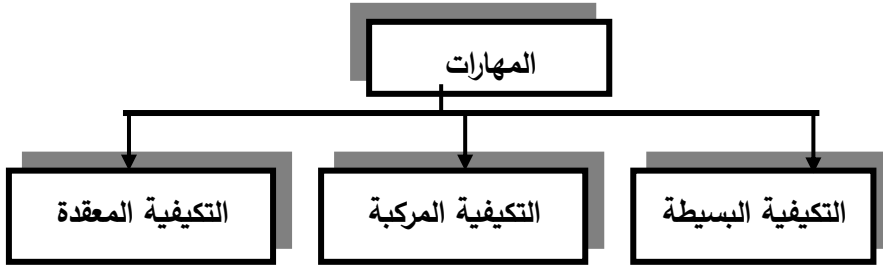 المهارات
التكيفية البسيطة
التكيفية المركبة
التكيفية المعقدة